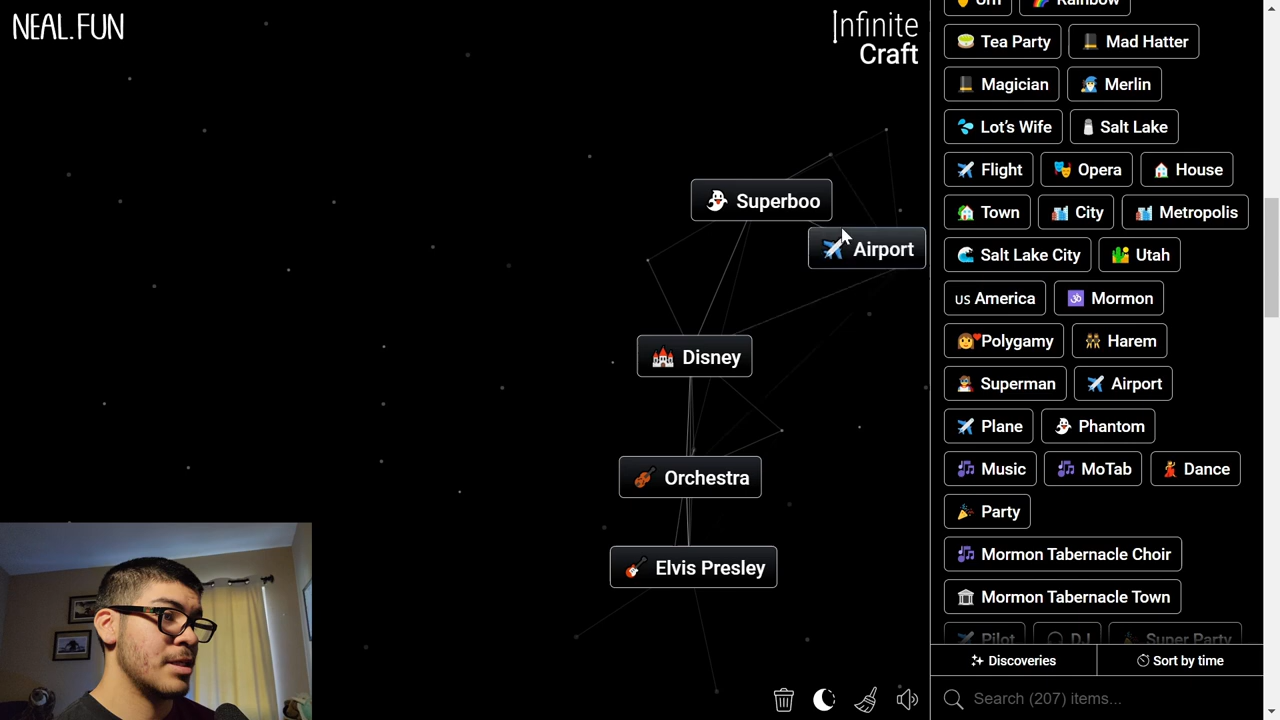 NEAL.FUN
Infinite
Craft
Superboo
Airport
Disney
Orchestra
Elvis Presley
Urn Rainbow
Tea Party Mad Hatter
Magician Merlin
Lot's Wife Salt Lake
Flight Opera House
Town City Metropolis
Salt Lake City Utah
US America Mormon
Polygamy Harem
Superman Airport
Plane Phantom
Music MoTab Dance
Party
Mormon Tabernacle Choir
Mormon Tabernacle Town
Pilot DJ Super Party
Discoveries Sort by time
Search (207) items...